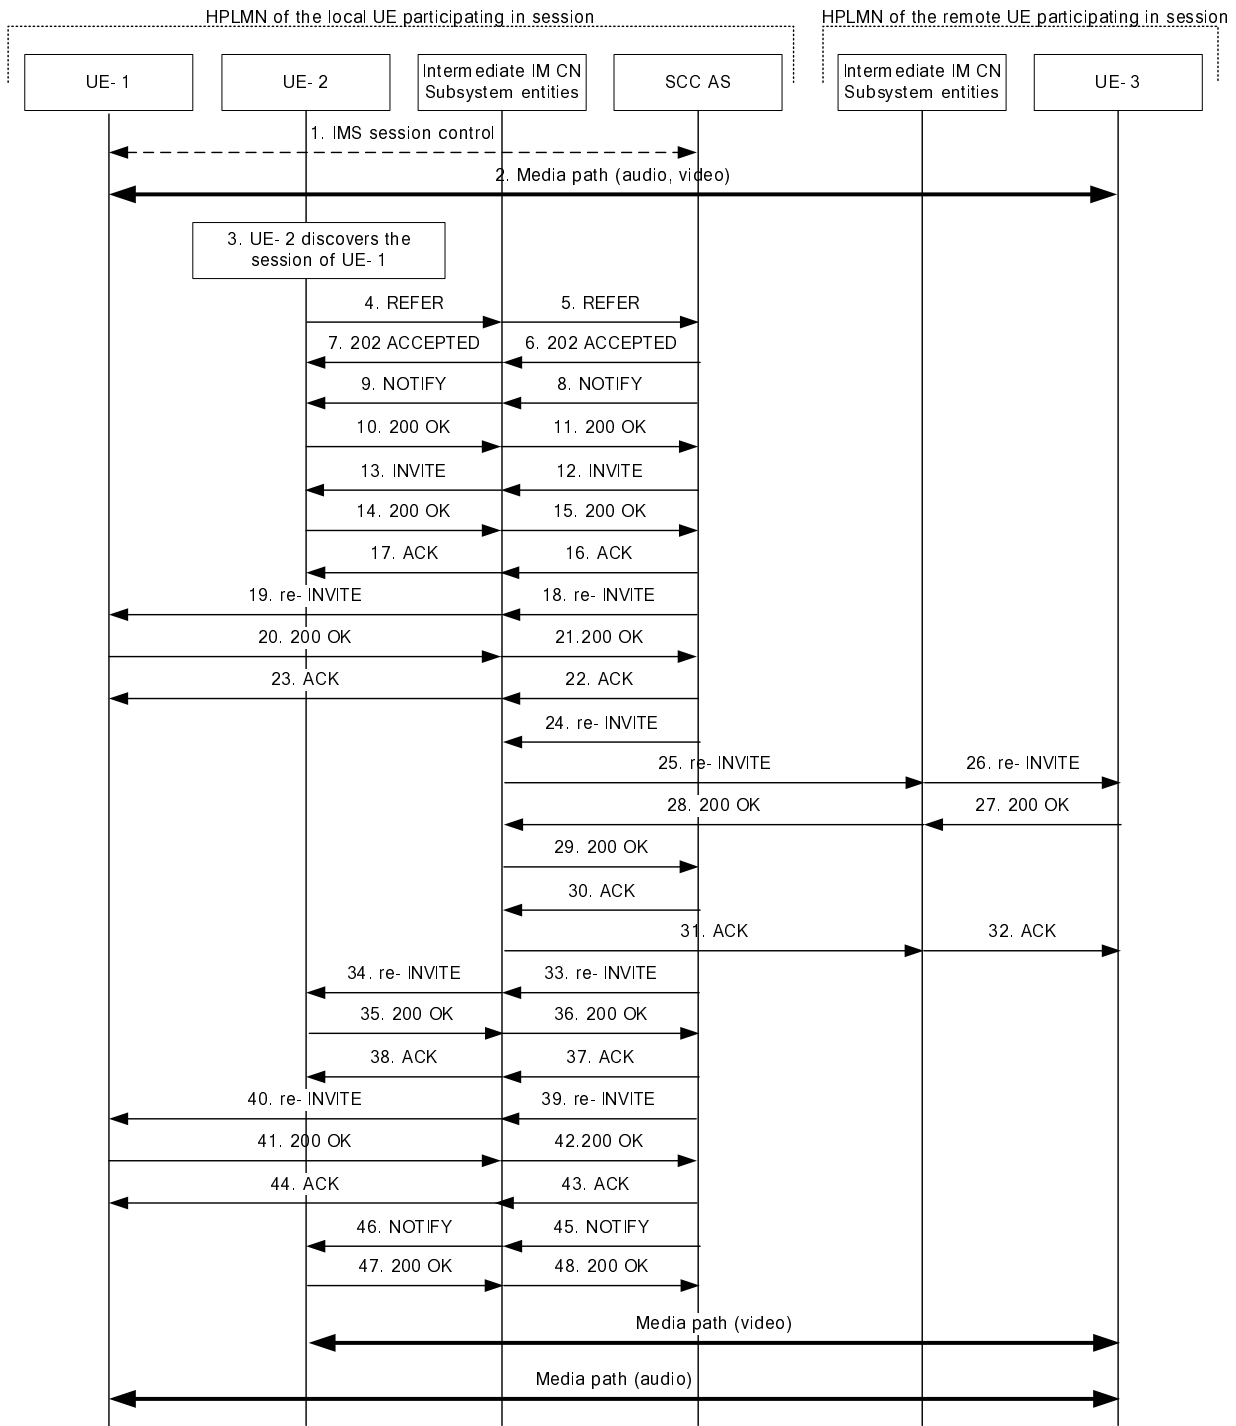 HPLMN of the local UE participating in session
HPLMN of the remote UE participating in session
UE- 1
UE- 2
Intermediate IM CN
Subsystem entities
SCC AS
Intermediate IM CN
Subsystem entities
UE- 3
1. IMS session control
2. Media path (audio, video)
3. UE- 2 discovers the
session of UE- 1
4. REFER
5. REFER
7. 202 ACCEPTED
6. 202 ACCEPTED
9. NOTIFY
8. NOTIFY
10. 200 OK
11. 200 OK
13. INVITE
12. INVITE
14. 200 OK
15. 200 OK
17. ACK
16. ACK
19. re- INVITE
18. re- INVITE
20. 200 OK
21.200 OK
23. ACK
22. ACK
24. re- INVITE
25. re- INVITE
26. re- INVITE
28. 200 OK
27. 200 OK
29. 200 OK
30. ACK
31. ACK
32. ACK
34. re- INVITE
33. re- INVITE
35. 200 OK
36. 200 OK
38. ACK
37. ACK
40. re- INVITE
39. re- INVITE
41. 200 OK
42.200 OK
44. ACK
43. ACK
46. NOTIFY
45. NOTIFY
47. 200 OK
48. 200 OK
Media path (video)
Media path (audio)